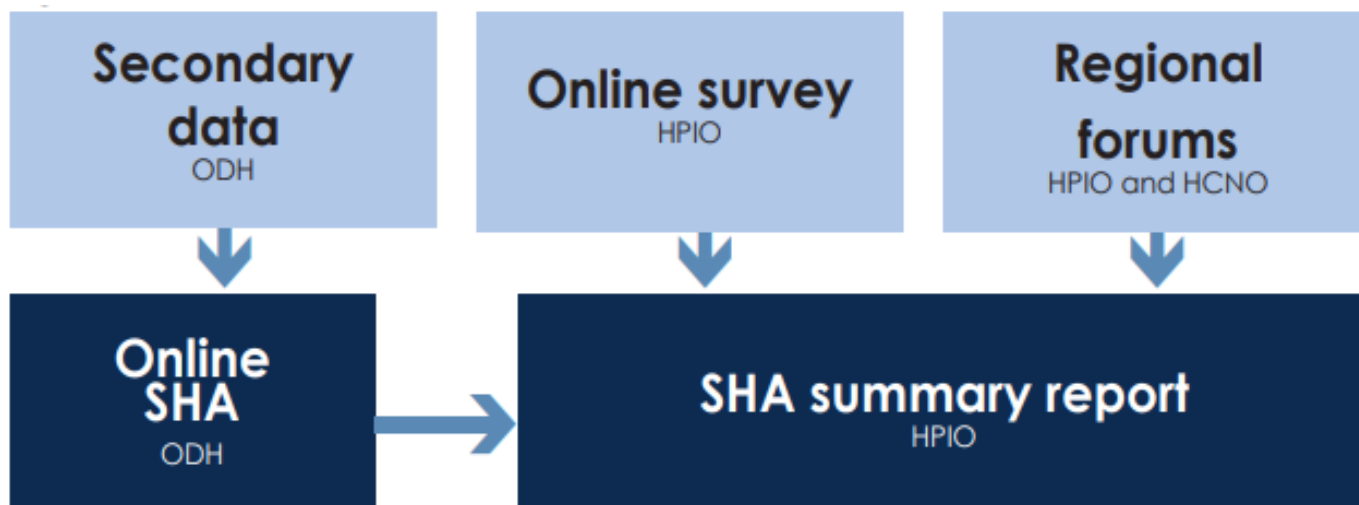 Secondary
data
ODH
Online survey
HPIO
Regional
forums
HPIO and HCNO
Online
SHA
ODH
SHA summary report
HPIO